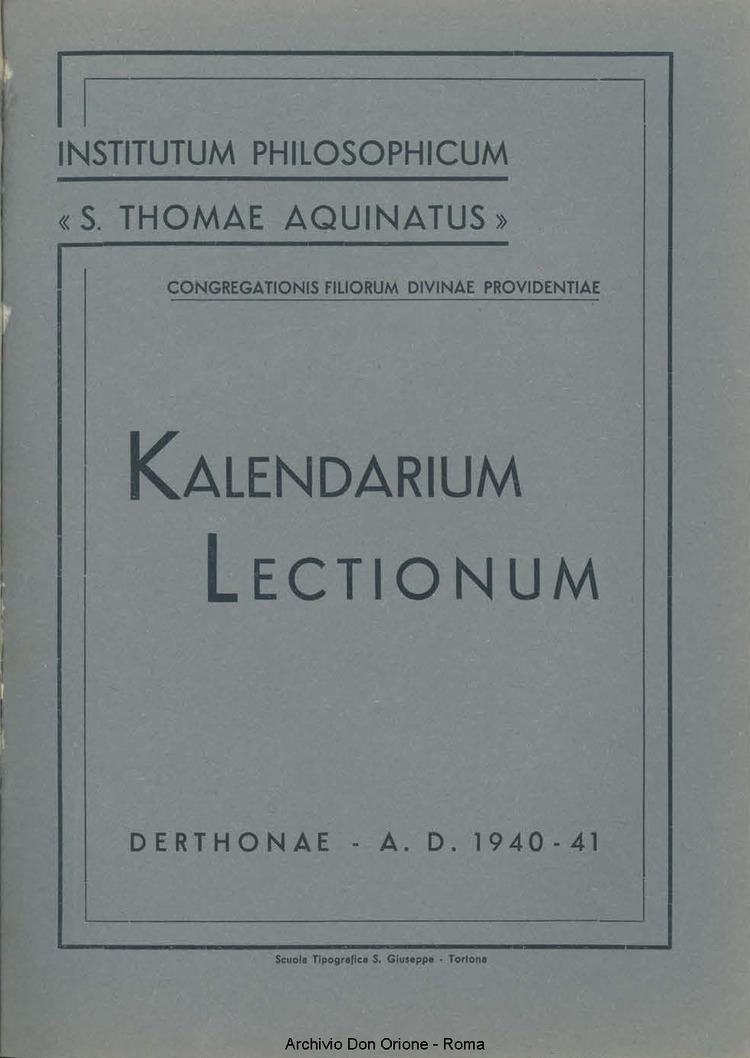 INSTITUTUM PHILOSOPHICUM
« S. THOMAE AQUINATUS »
CONGREGATIONIS FILIORUM DIVINAE PROVIDENTIAE
KALENDARIUM
LECTIONUM
DERTHONAE - A. D. 1940-41
Scuola Tipografica S. Giuseppe - Tortona
Archivio Don Orione - Roma